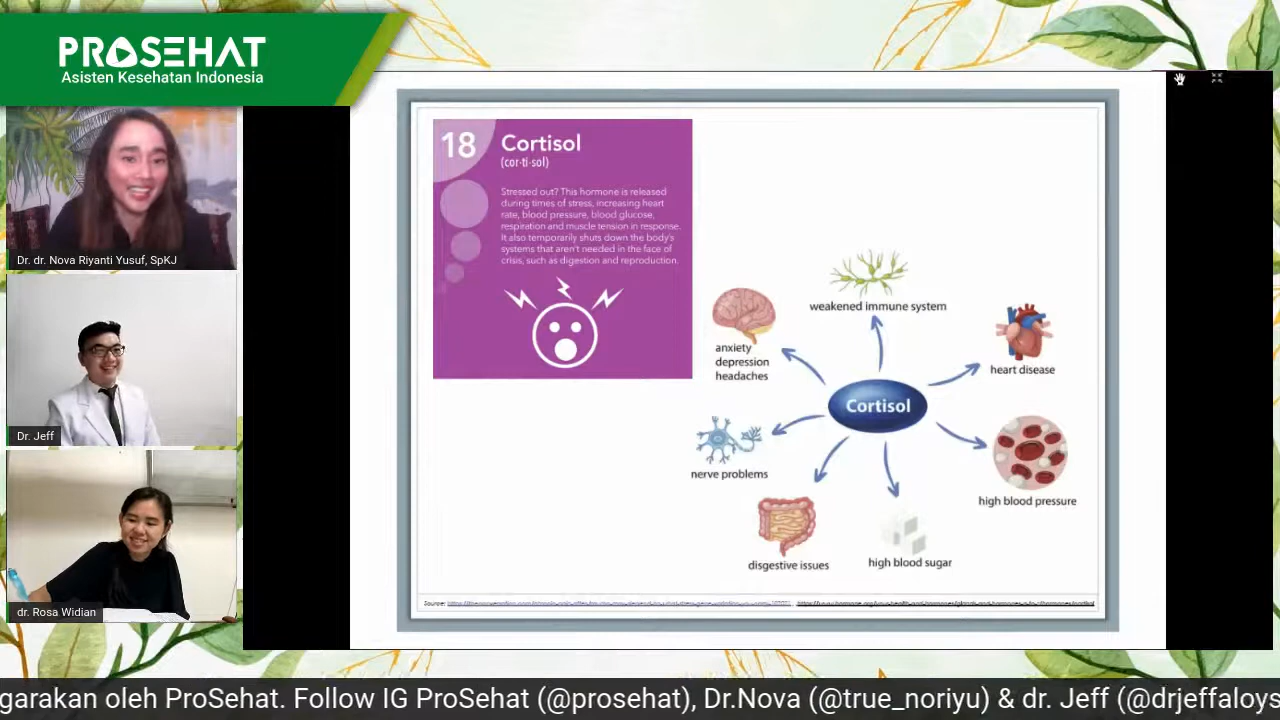 PROSEHAT
Asisten Kesehatan Indonesia
Dr. dr. Nova Riyanti Yusuf, SpKJ
Dr. Jeff
dr. Rosa Widian
18
Cortisol
(cor·ti·sol)
Stressed out? This hormone is released
during times of stress, increasing heart
rate, blood pressure, blood glucose,
respiration and muscle tension in response.
It also temporarily shuts down the body's
systems that aren't needed in the face of
crisis, such as digestion and reproduction.
weakened immune system
anxiety
depression
headaches
heart disease
Cortisol
nerve problems
high blood pressure
disgestive issues
high blood sugar
Source:
garakan oleh ProSehat. Follow IG ProSehat (@prosehat), Dr.Nova (@true_noriyu) & dr. Jeff (@drjeffaloys